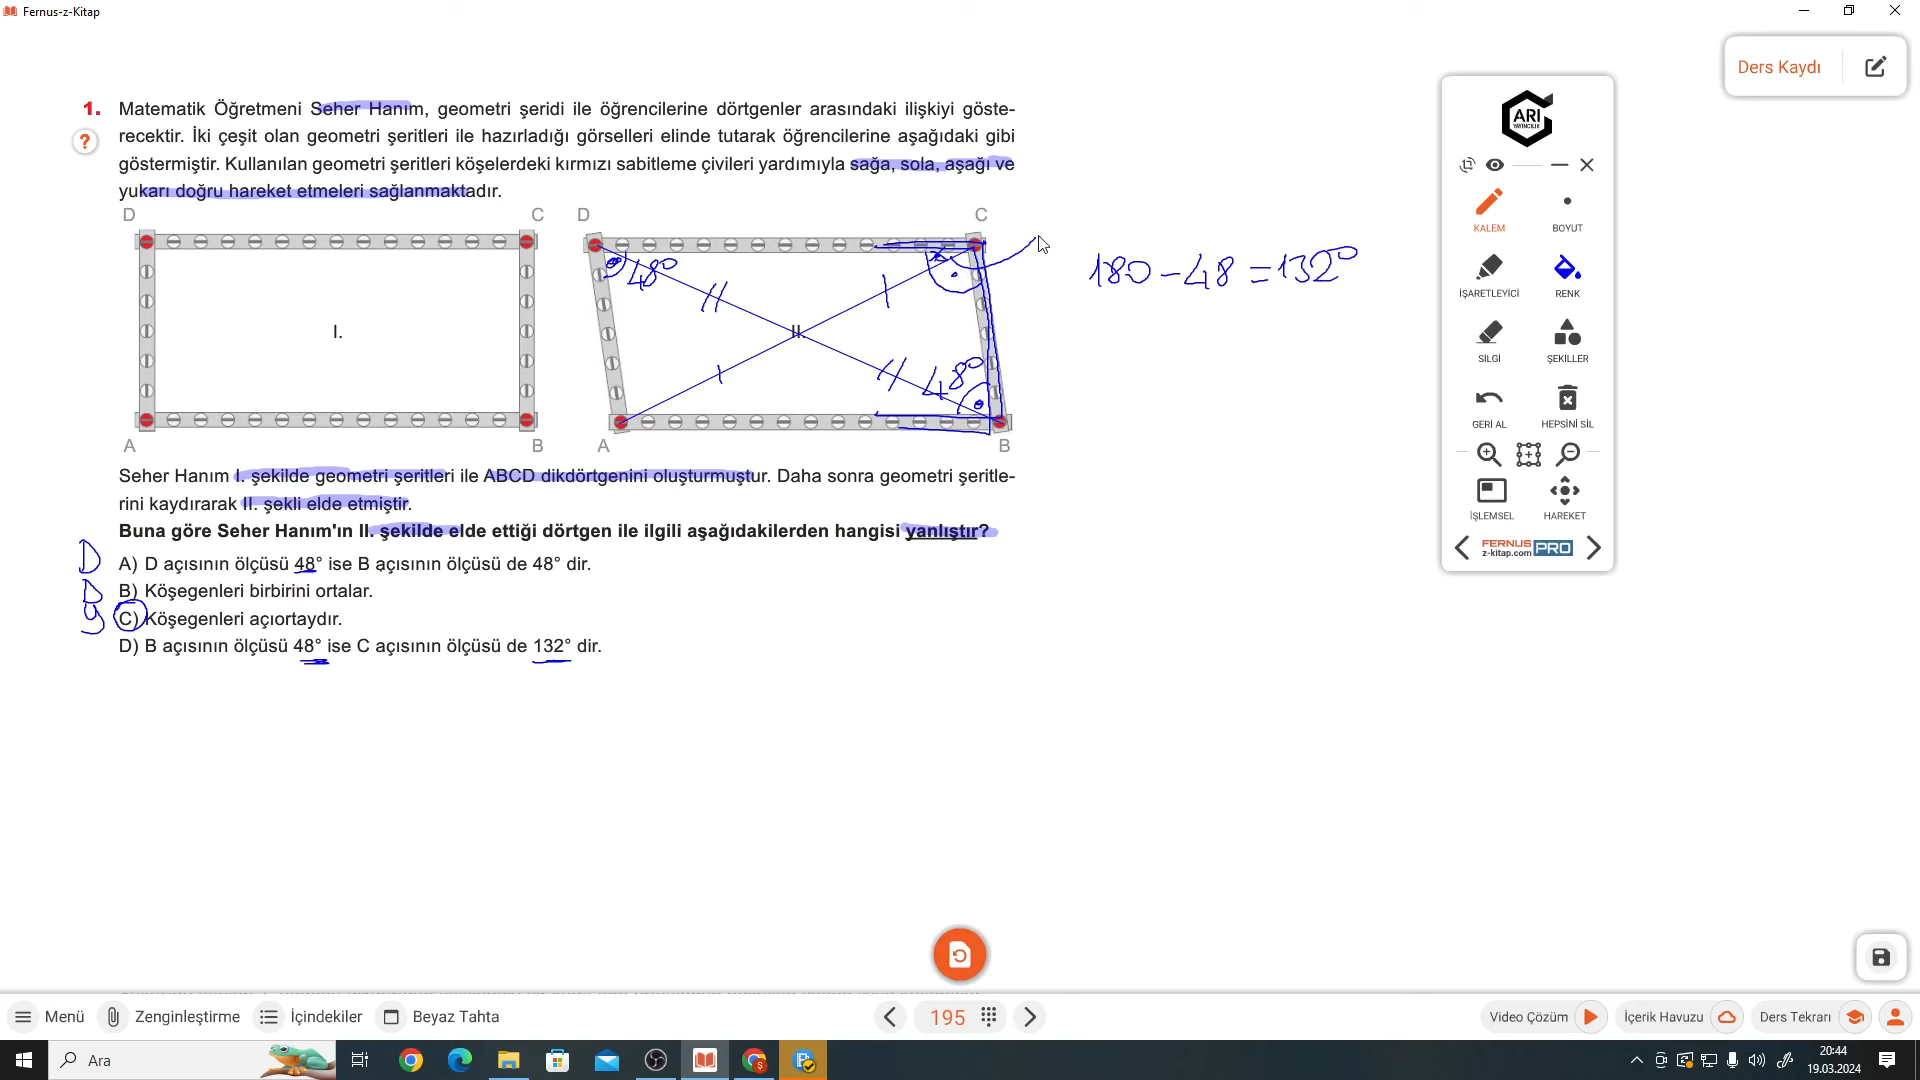 Fernus-z-Kitap
Ders Kaydı
1. Matematik Öğretmeni Seher Hanım, geometri şeridi ile öğrencilerine dörtgenler arasındaki ilişkiyi göste-
? recektir. İki çeşit olan geometri şeritleri ile hazırladığı görselleri elinde tutarak öğrencilerine aşağıdaki gibi
göstermiştir. Kullanılan geometri şeritleri köşelerdeki kırmızı sabitleme çivileri yardımıyla sağa, sola, aşağı ve
yukarı doğru hareket etmeleri sağlanmaktadır.
D C D C
48° 180 - 48 = 132°
I. II.
48°
A B A B
Seher Hanım I. şekilde geometri şeritleri ile ABCD dikdörtgenini oluşturmuştur. Daha sonra geometri şeritle-
rini kaydırarak II. şekli elde etmiştir.
Buna göre Seher Hanım'ın II. şekilde elde ettiği dörtgen ile ilgili aşağıdakilerden hangisi yanlıştır?
D A) D açısının ölçüsü 48° ise B açısının ölçüsü de 48° dir.
D B) Köşegenleri birbirini ortalar.
y C) Köşegenleri açıortaydır.
D) B açısının ölçüsü 48° ise C açısının ölçüsü de 132° dir.
ARI
YAYINCILIK
KALEM BOYUT
İŞARETLEYİCİ RENK
SİLGİ ŞEKİLLER
GERİ AL HEPSİNİ SİL
İŞLEMSEL HAREKET
FERNUS
z-kitap.com PRO
Menü Zenginleştirme İçindekiler Beyaz Tahta 195 Video Çözüm İçerik Havuzu Ders Tekrarı
Ara
20:44
19.03.2024